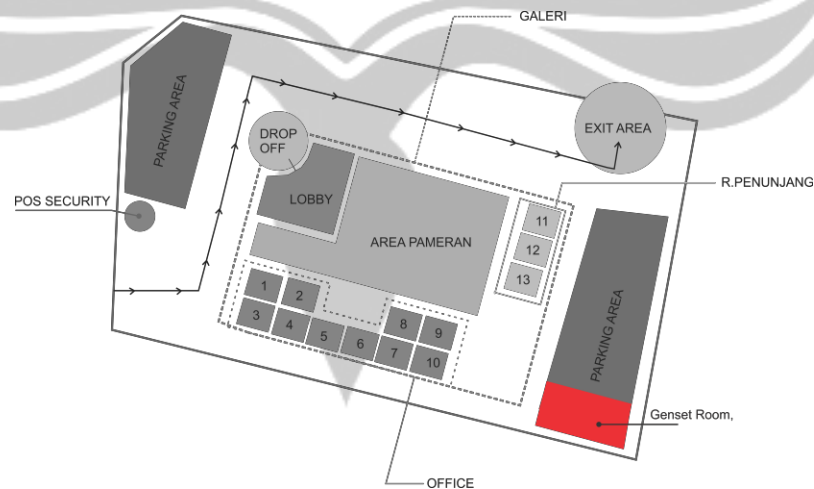 GALERI
PARKING AREA
DROP
OFF
EXIT AREA
LOBBY
R.PENUNJANG
POS SECURITY
AREA PAMERAN
11
12
13
1
2
3
4
5
6
7
8
9
10
PARKING AREA
Genset Room,
OFFICE